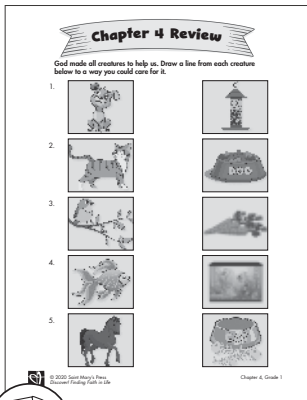 Chapter 4 Review
God made all creatures to help us. Draw a line from each creature
below to a way you could care for it.
1.
2.
DOG
3.
4.
5.
© 2020 Saint Mary's Press
Discover! Finding Faith in Life
Chapter 4, Grade 1